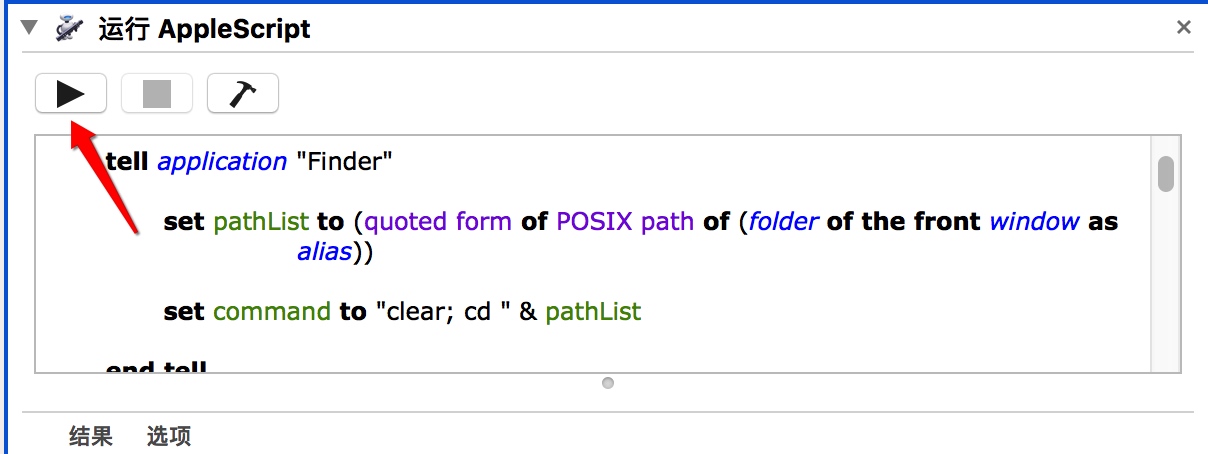 运行 AppleScript
tell application "Finder"
set pathList to (quoted form of POSIX path of (folder of the front window as
alias))
set command to "clear; cd " & pathList
end tell
结果 选项